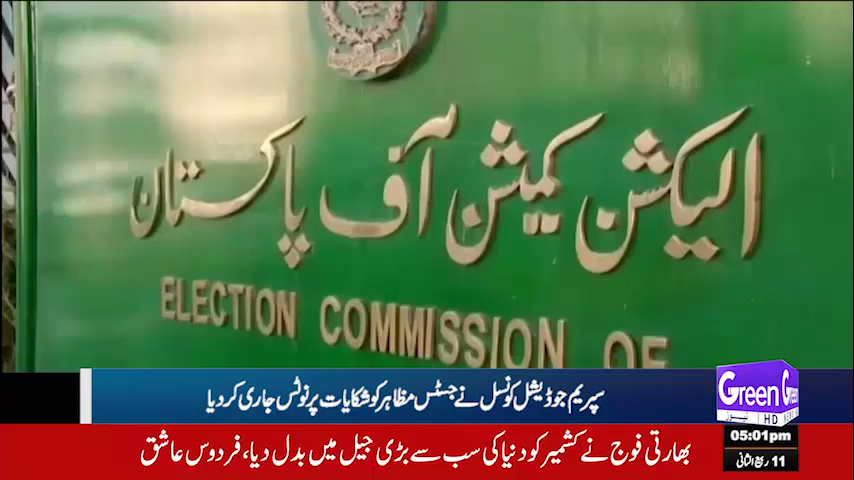 الیکشن کمیشن آف پاکستان
ELECTION COMMISSION OF
سپریم جوڈیشل کونسل نے جسٹس مظاہر کو شکایات پر نوٹس جاری کر دیا
Green
نیوز
HD
05:01pm
11 ربیع الثانی
بھارتی فوج نے کشمیر کو دنیا کی سب سے بڑی جیل میں بدل دیا، فردوس عاشق